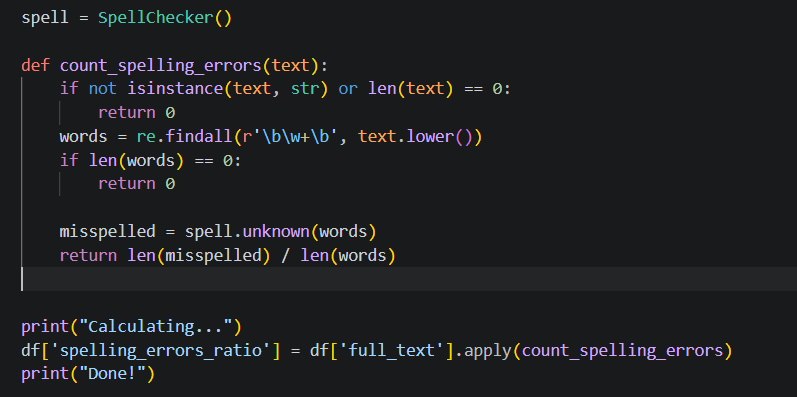 spell = SpellChecker()
def count_spelling_errors(text):
if not isinstance(text, str) or len(text) == 0:
return 0
words = re.findall(r'\b\w+\b', text.lower())
if len(words) == 0:
return 0
misspelled = spell.unknown(words)
return len(misspelled) / len(words)
print("Calculating...")
df['spelling_errors_ratio'] = df['full_text'].apply(count_spelling_errors)
print("Done!")